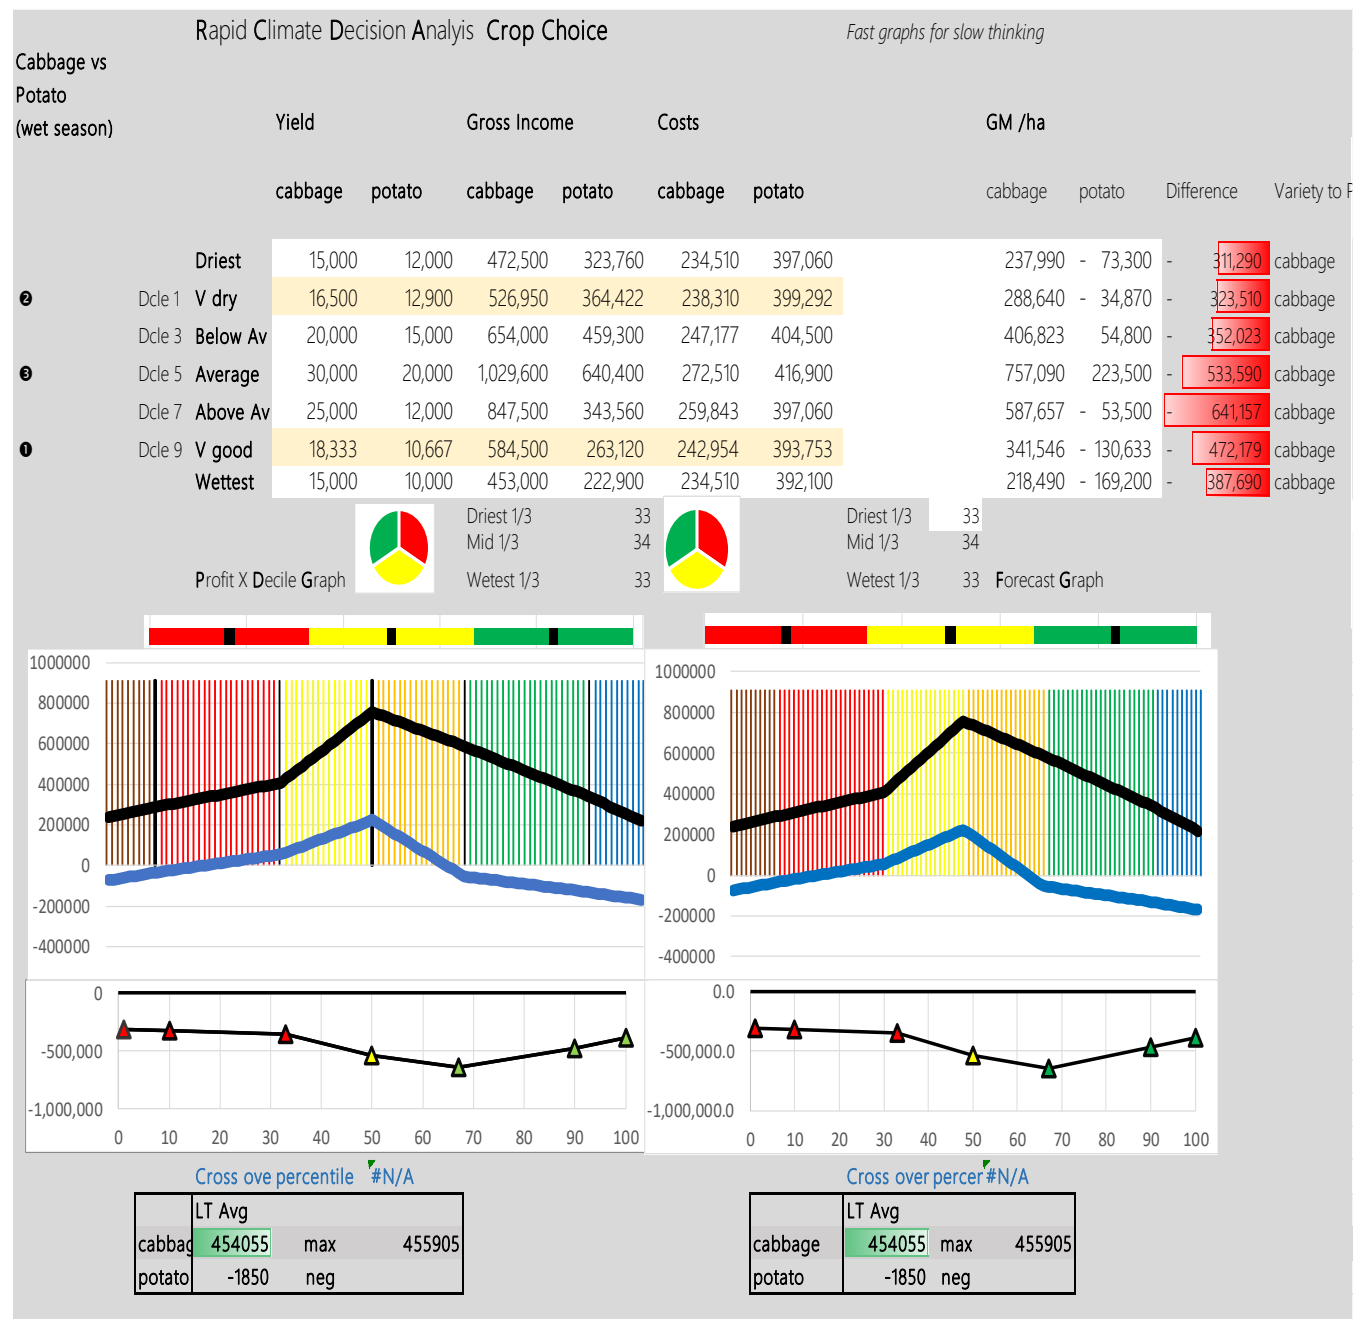 Rapid Climate Decision Analyis Crop Choice Fast graphs for slow thinking
Cabbage vs
Potato
(wet season)
Yield Gross Income Costs GM /ha
cabbage potato cabbage potato cabbage potato cabbage potato Difference Variety to P
Driest 15,000 12,000 472,500 323,760 234,510 397,060 237,990 - 73,300 - 311,290 cabbage
❷ Dcle 1 V dry 16,500 12,900 526,950 364,422 238,310 399,292 288,640 - 34,870 - 323,510 cabbage
Dcle 3 Below Av 20,000 15,000 654,000 459,300 247,177 404,500 406,823 54,800 - 352,023 cabbage
❸ Dcle 5 Average 30,000 20,000 1,029,600 640,400 272,510 416,900 757,090 223,500 - 533,590 cabbage
Dcle 7 Above Av 25,000 12,000 847,500 343,560 259,843 397,060 587,657 - 53,500 - 641,157 cabbage
❶ Dcle 9 V good 18,333 10,667 584,500 263,120 242,954 393,753 341,546 - 130,633 - 472,179 cabbage
Wettest 15,000 10,000 453,000 222,900 234,510 392,100 218,490 - 169,200 - 387,690 cabbage
Driest 1/3 33 Driest 1/3 33
Mid 1/3 34 Mid 1/3 34
Profit X Decile Graph Wetest 1/3 33 Wetest 1/3 33 Forecast Graph
1000000
800000
600000
400000
200000
0
-200000
-400000
1000000
800000
600000
400000
200000
0
-200000
-400000
0
-500,000
-1,000,000
0 10 20 30 40 50 60 70 80 90 100
0.0
-500,000.0
-1,000,000.0
0 10 20 30 40 50 60 70 80 90 100
Cross ove percentile #N/A Cross over percer #N/A
LT Avg
cabbag 454055 max 455905
potato -1850 neg
LT Avg
cabbage 454055 max 455905
potato -1850 neg